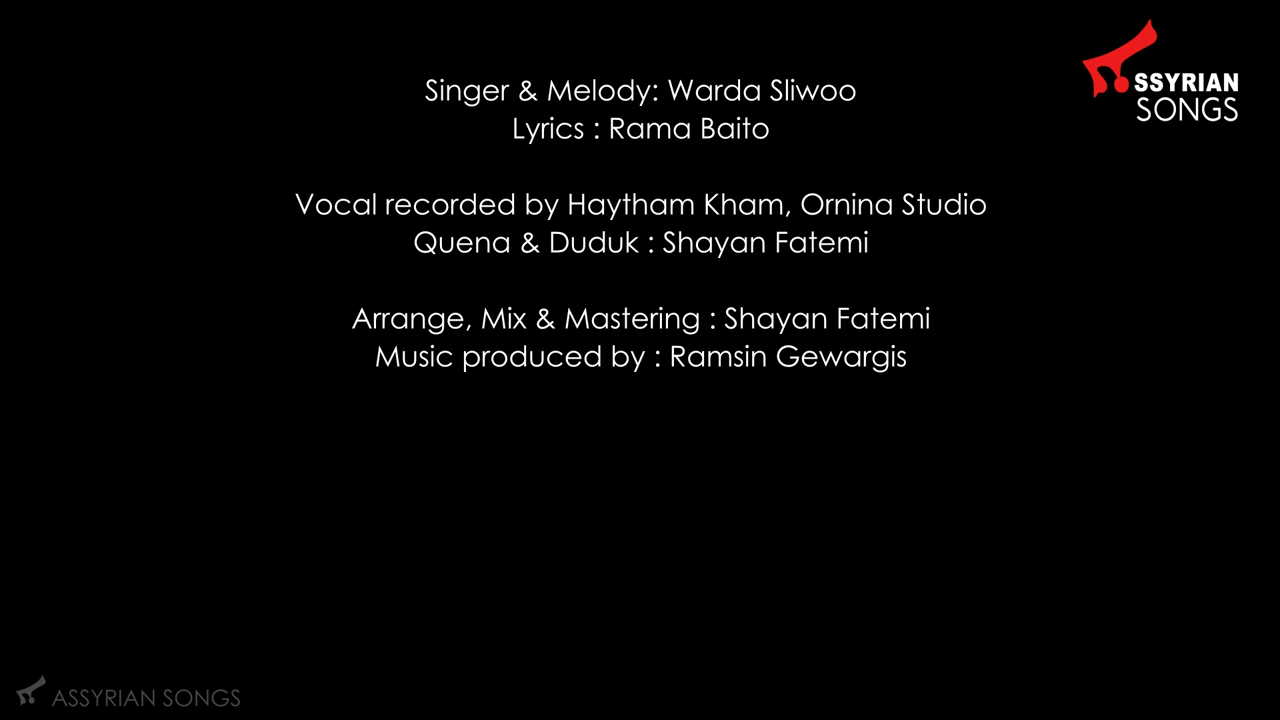 SSYRIAN
SONGS
Singer & Melody: Warda Sliwoo
Lyrics : Rama Baito
Vocal recorded by Haytham Kham, Ornina Studio
Quena & Duduk : Shayan Fatemi
Arrange, Mix & Mastering : Shayan Fatemi
Music produced by : Ramsin Gewargis
ASSYRIAN SONGS